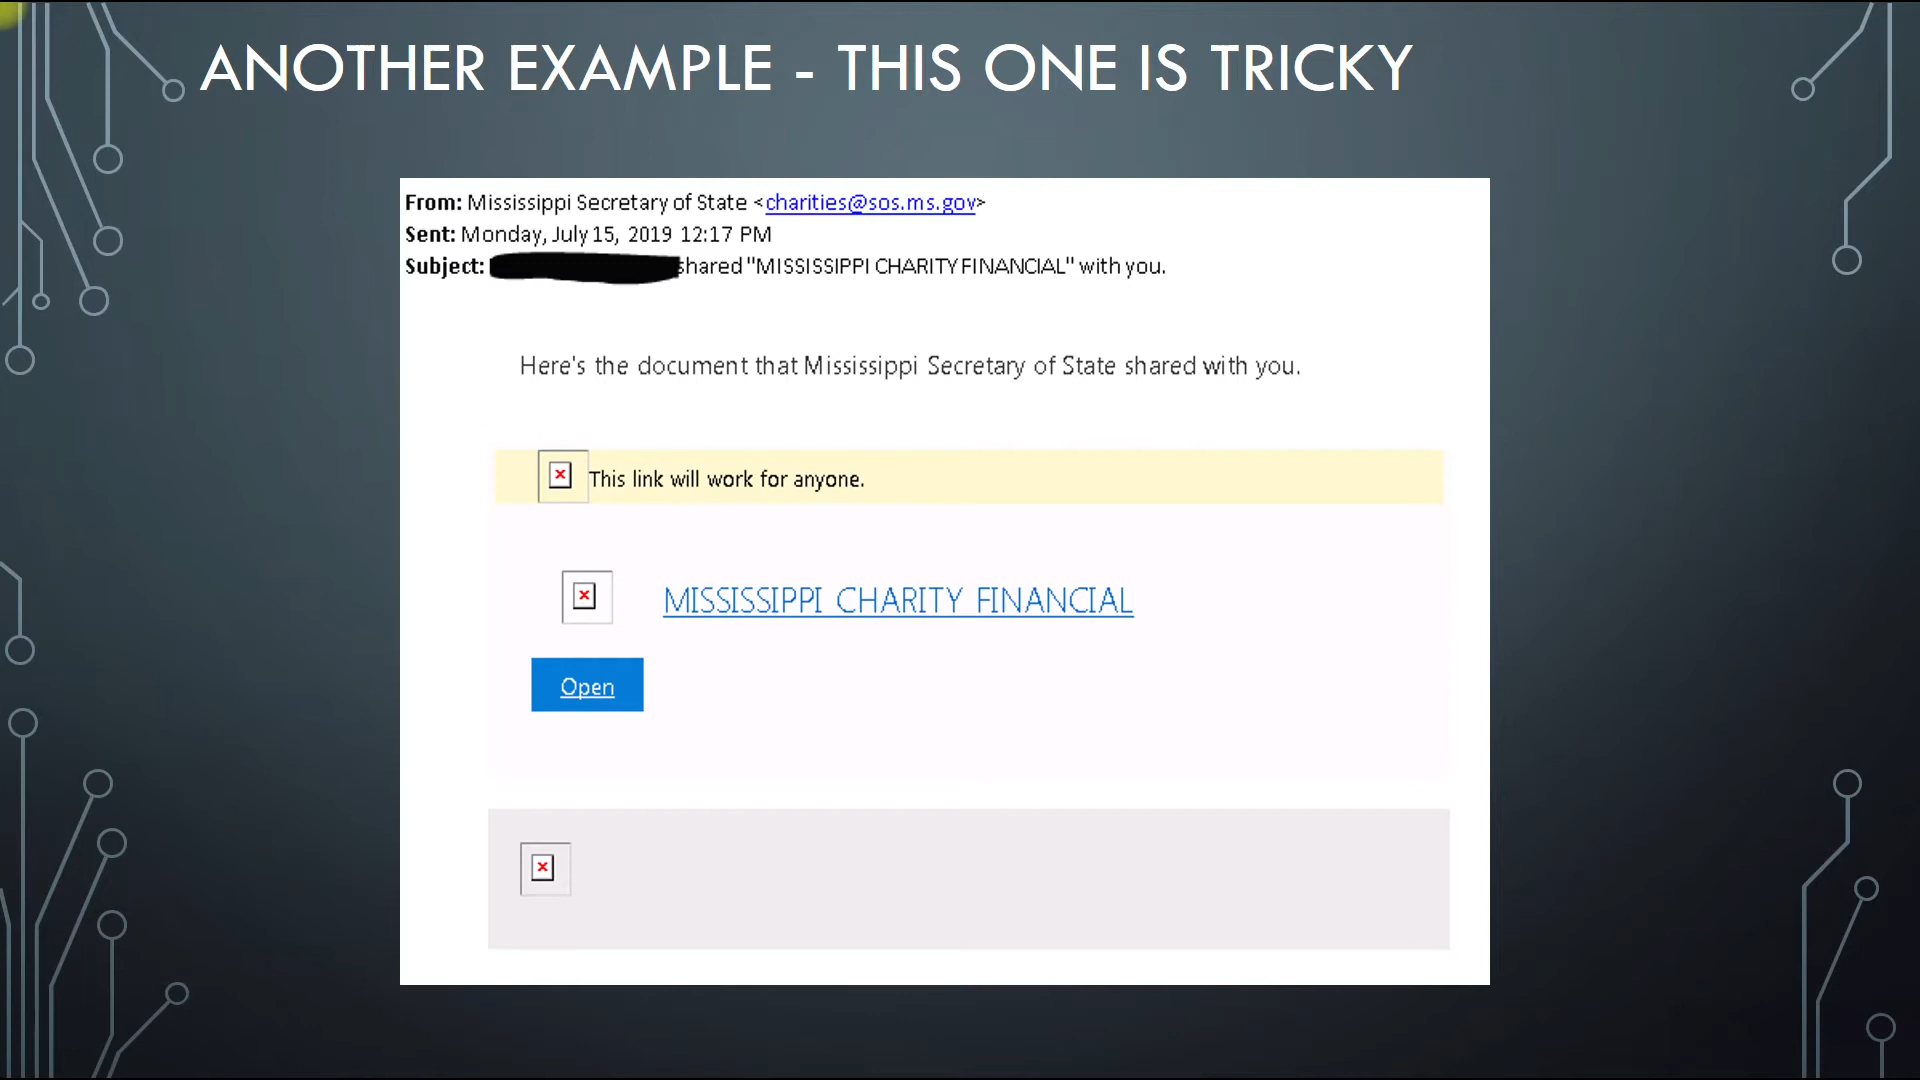 ANOTHER EXAMPLE - THIS ONE IS TRICKY
From: Mississippi Secretary of State <charities@sos.ms.gov>
Sent: Monday, July 15, 2019 12:17 PM
Subject: shared "MISSISSIPPI CHARITY FINANCIAL" with you.
Here's the document that Mississippi Secretary of State shared with you.
This link will work for anyone.
MISSISSIPPI CHARITY FINANCIAL
Open